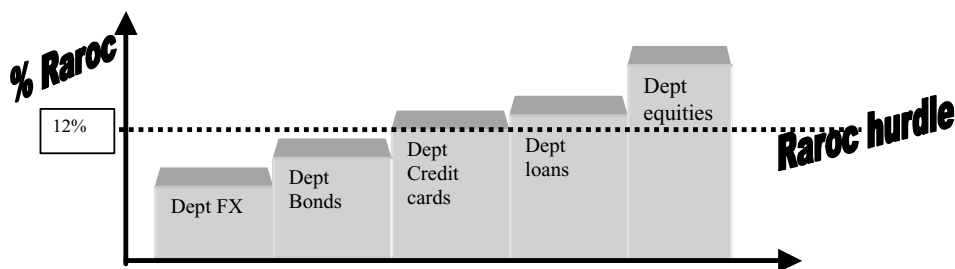 % Raroc
12%
Dept FX
Dept
Bonds
Dept
Credit
cards
Dept
loans
Dept
equities
Raroc hurdle